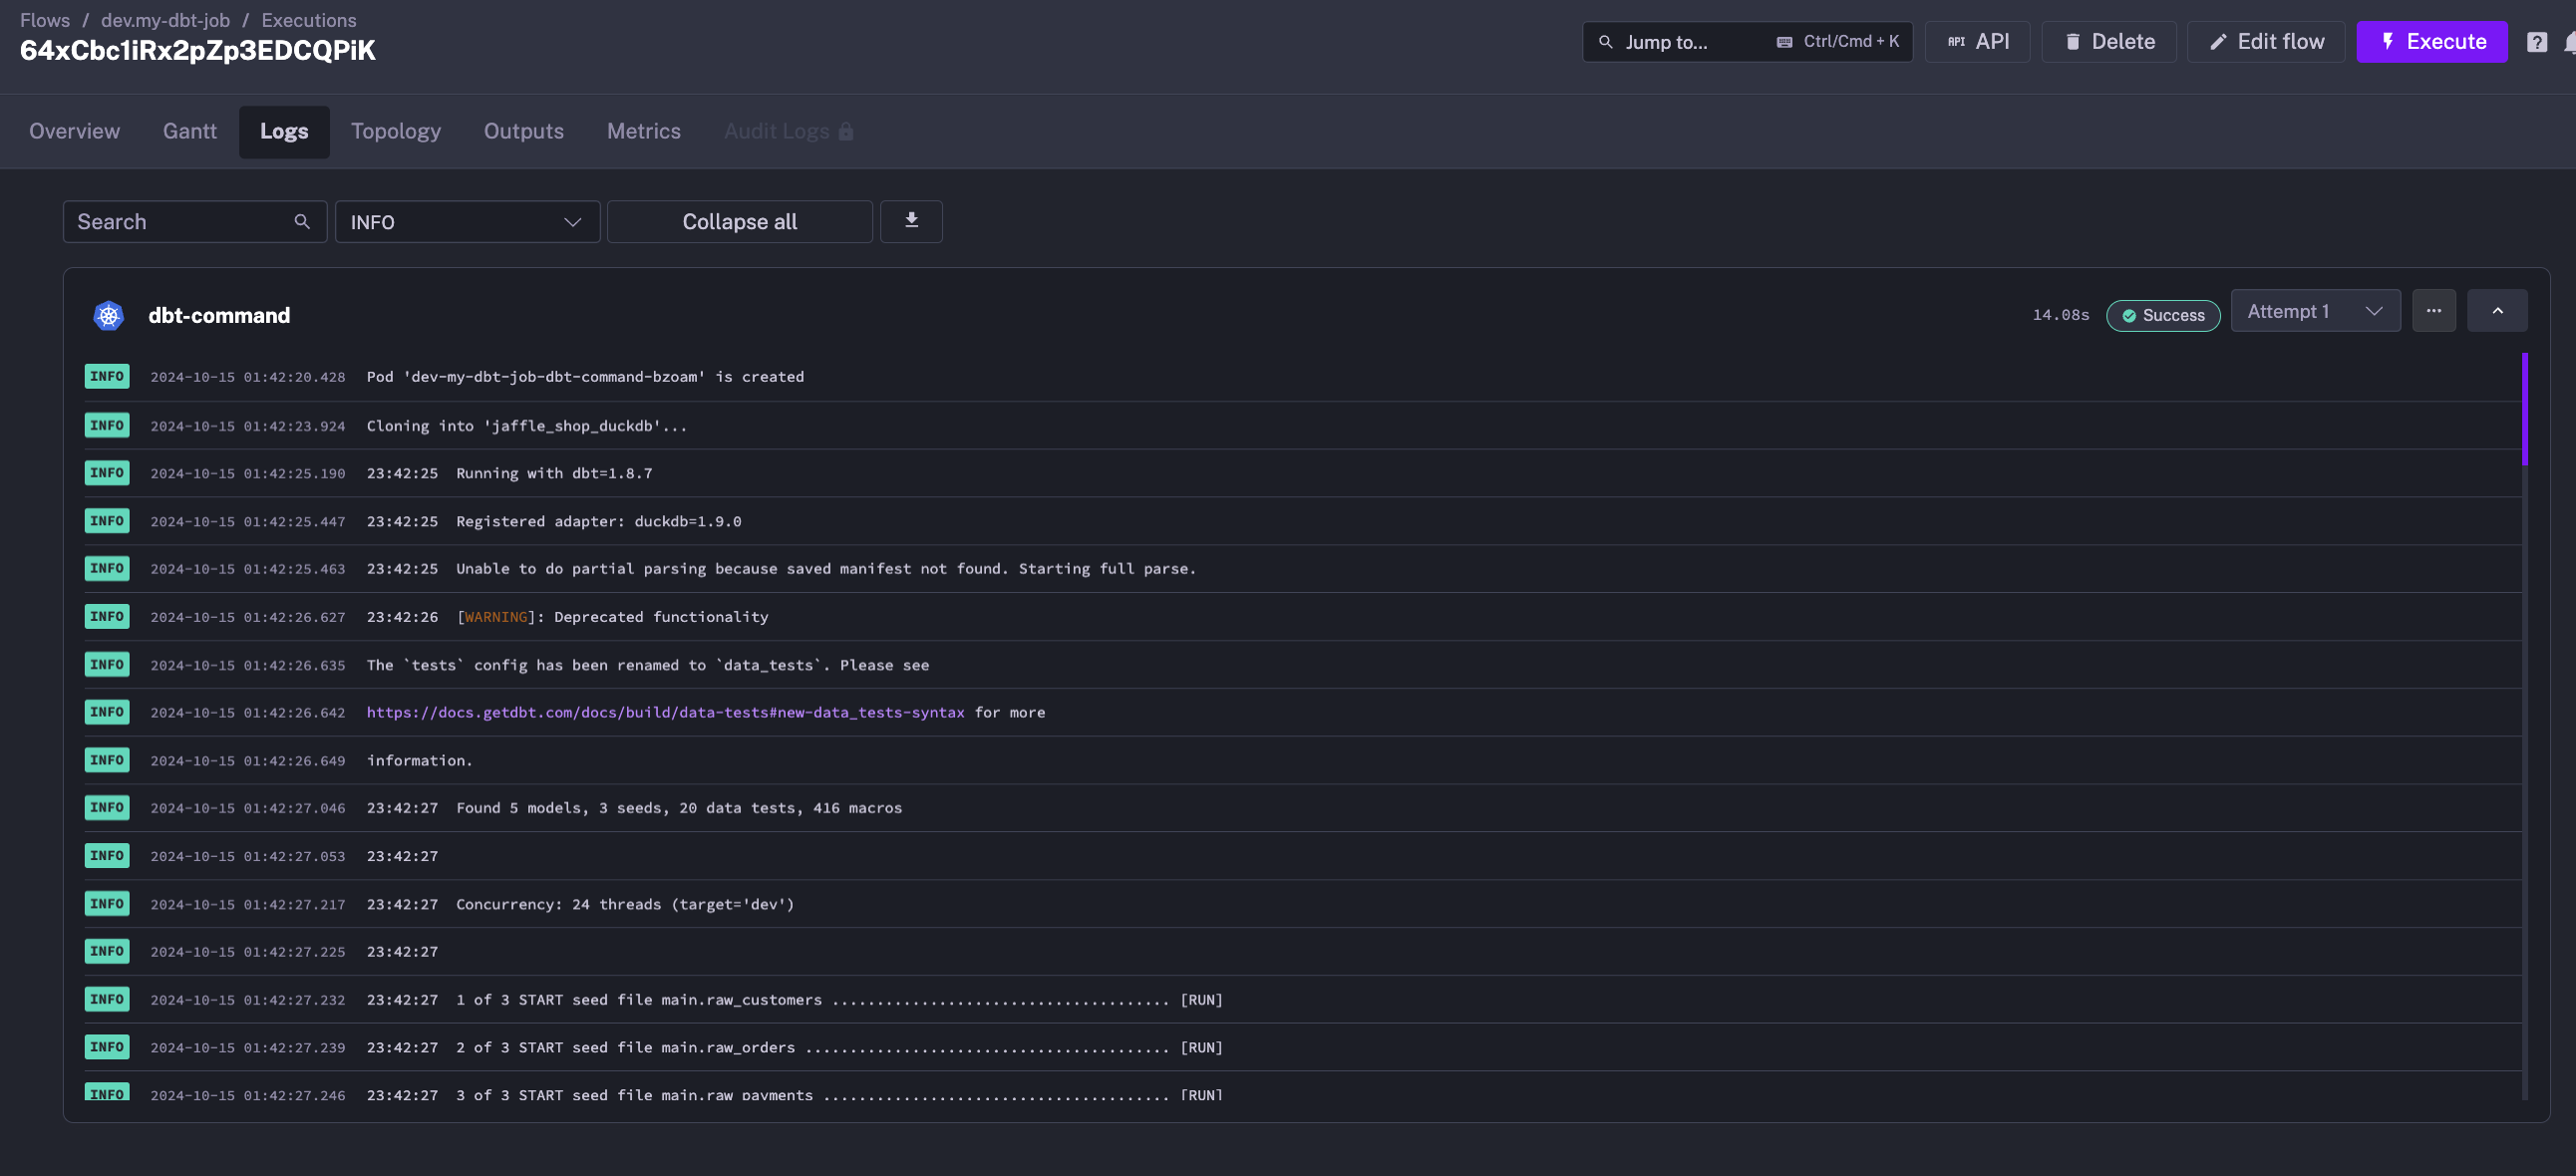 Flows / dev.my-dbt-job / Executions
64xCbc1iRx2pZp3EDCQPiK
Jump to... Ctrl/Cmd + K
API API
Delete
Edit flow
Execute
Overview Gantt Logs Topology Outputs Metrics Audit Logs
Search INFO Collapse all
dbt-command 14.08s Success Attempt 1
INFO 2024-10-15 01:42:20.428 Pod 'dev-my-dbt-job-dbt-command-bzoam' is created
INFO 2024-10-15 01:42:23.924 Cloning into 'jaffle_shop_duckdb'...
INFO 2024-10-15 01:42:25.190 23:42:25 Running with dbt=1.8.7
INFO 2024-10-15 01:42:25.447 23:42:25 Registered adapter: duckdb=1.9.0
INFO 2024-10-15 01:42:25.463 23:42:25 Unable to do partial parsing because saved manifest not found. Starting full parse.
INFO 2024-10-15 01:42:26.627 23:42:26 [WARNING]: Deprecated functionality
INFO 2024-10-15 01:42:26.635 The `tests` config has been renamed to `data_tests`. Please see
INFO 2024-10-15 01:42:26.642 https://docs.getdbt.com/docs/build/data-tests#new-data_tests-syntax for more
INFO 2024-10-15 01:42:26.649 information.
INFO 2024-10-15 01:42:27.046 23:42:27 Found 5 models, 3 seeds, 20 data tests, 416 macros
INFO 2024-10-15 01:42:27.053 23:42:27
INFO 2024-10-15 01:42:27.217 23:42:27 Concurrency: 24 threads (target='dev')
INFO 2024-10-15 01:42:27.225 23:42:27
INFO 2024-10-15 01:42:27.232 23:42:27 1 of 3 START seed file main.raw_customers ...................................... [RUN]
INFO 2024-10-15 01:42:27.239 23:42:27 2 of 3 START seed file main.raw_orders ......................................... [RUN]
INFO 2024-10-15 01:42:27.246 23:42:27 3 of 3 START seed file main.raw_payments ....................................... [RUN]